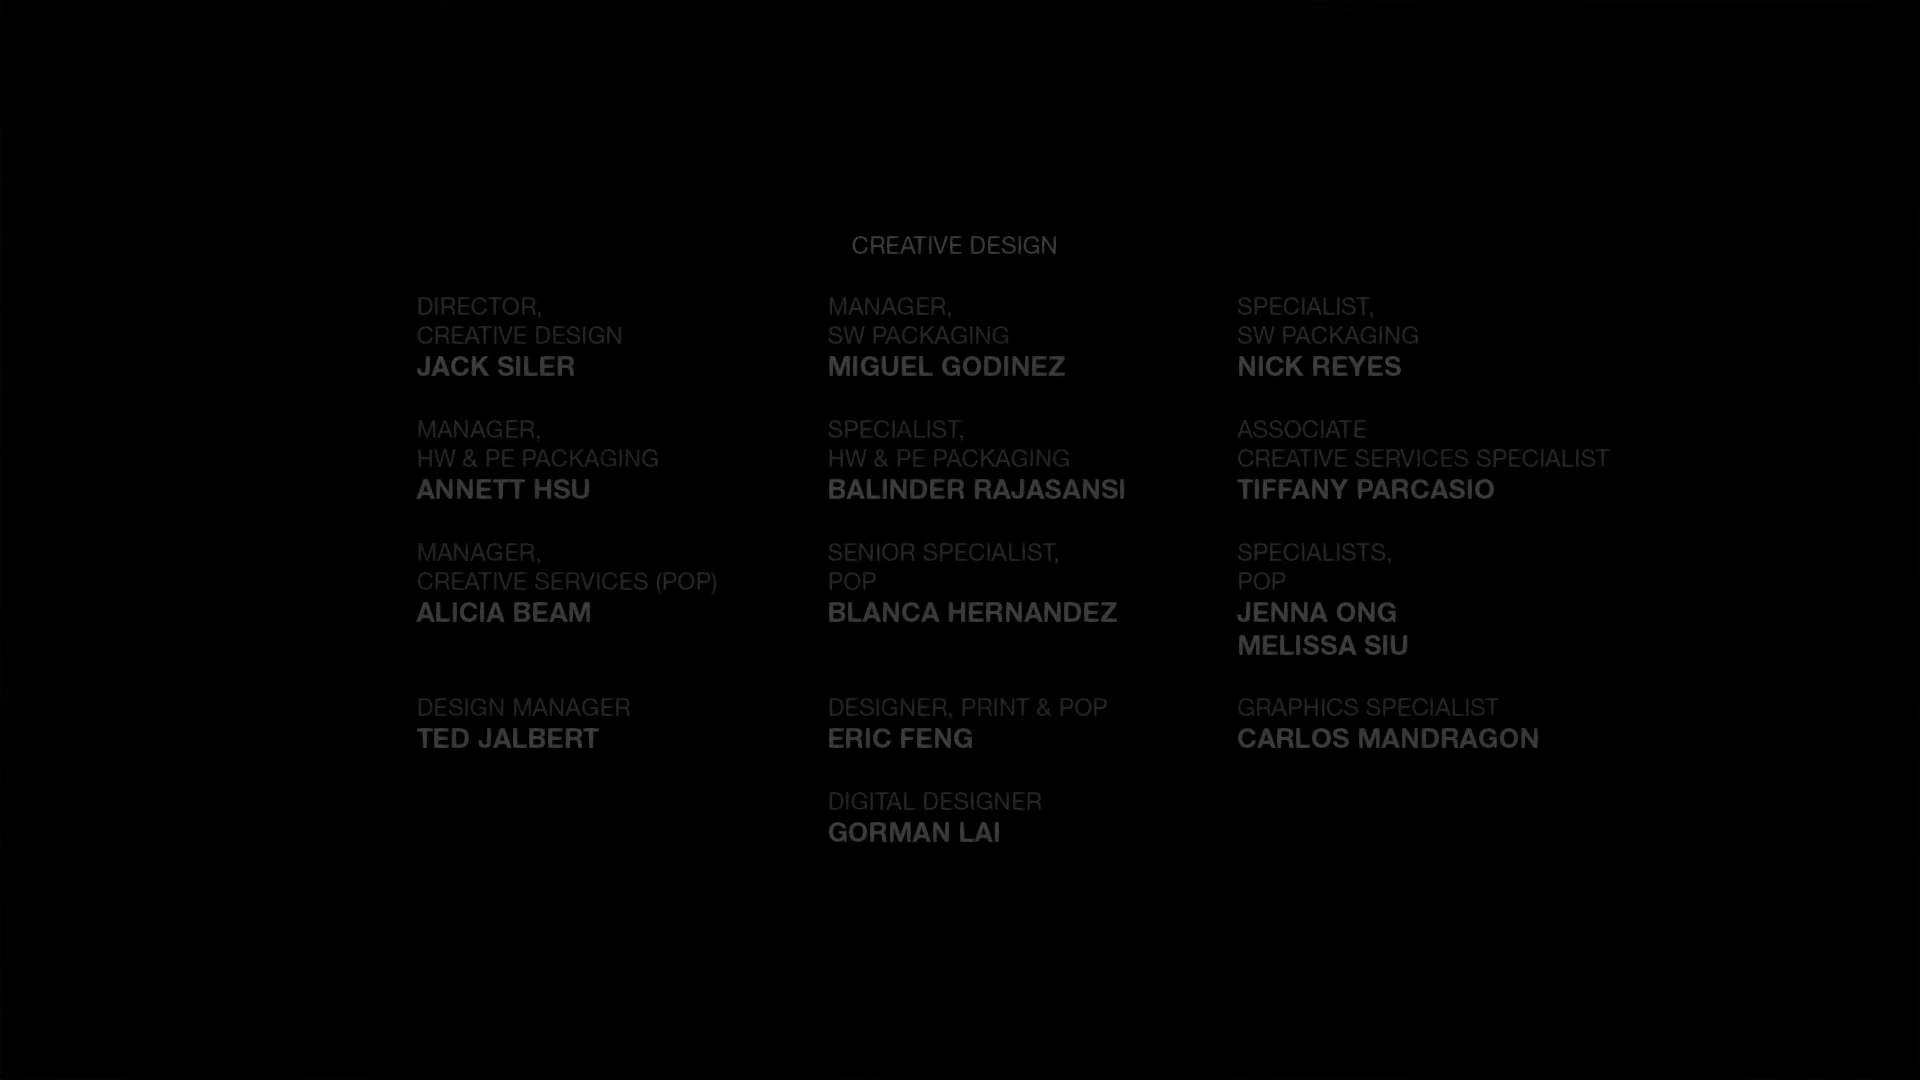 CREATIVE DESIGN
DIRECTOR,
CREATIVE DESIGN
JACK SILER
MANAGER,
SW PACKAGING
MIGUEL GODINEZ
SPECIALIST,
SW PACKAGING
NICK REYES
MANAGER,
HW & PE PACKAGING
ANNETT HSU
SPECIALIST,
HW & PE PACKAGING
BALINDER RAJASANSI
ASSOCIATE
CREATIVE SERVICES SPECIALIST
TIFFANY PARCASIO
MANAGER,
CREATIVE SERVICES (POP)
ALICIA BEAM
SENIOR SPECIALIST,
POP
BLANCA HERNANDEZ
SPECIALISTS,
POP
JENNA ONG
MELISSA SIU
DESIGN MANAGER
TED JALBERT
DESIGNER, PRINT & POP
ERIC FENG
GRAPHICS SPECIALIST
CARLOS MANDRAGON
DIGITAL DESIGNER
GORMAN LAI